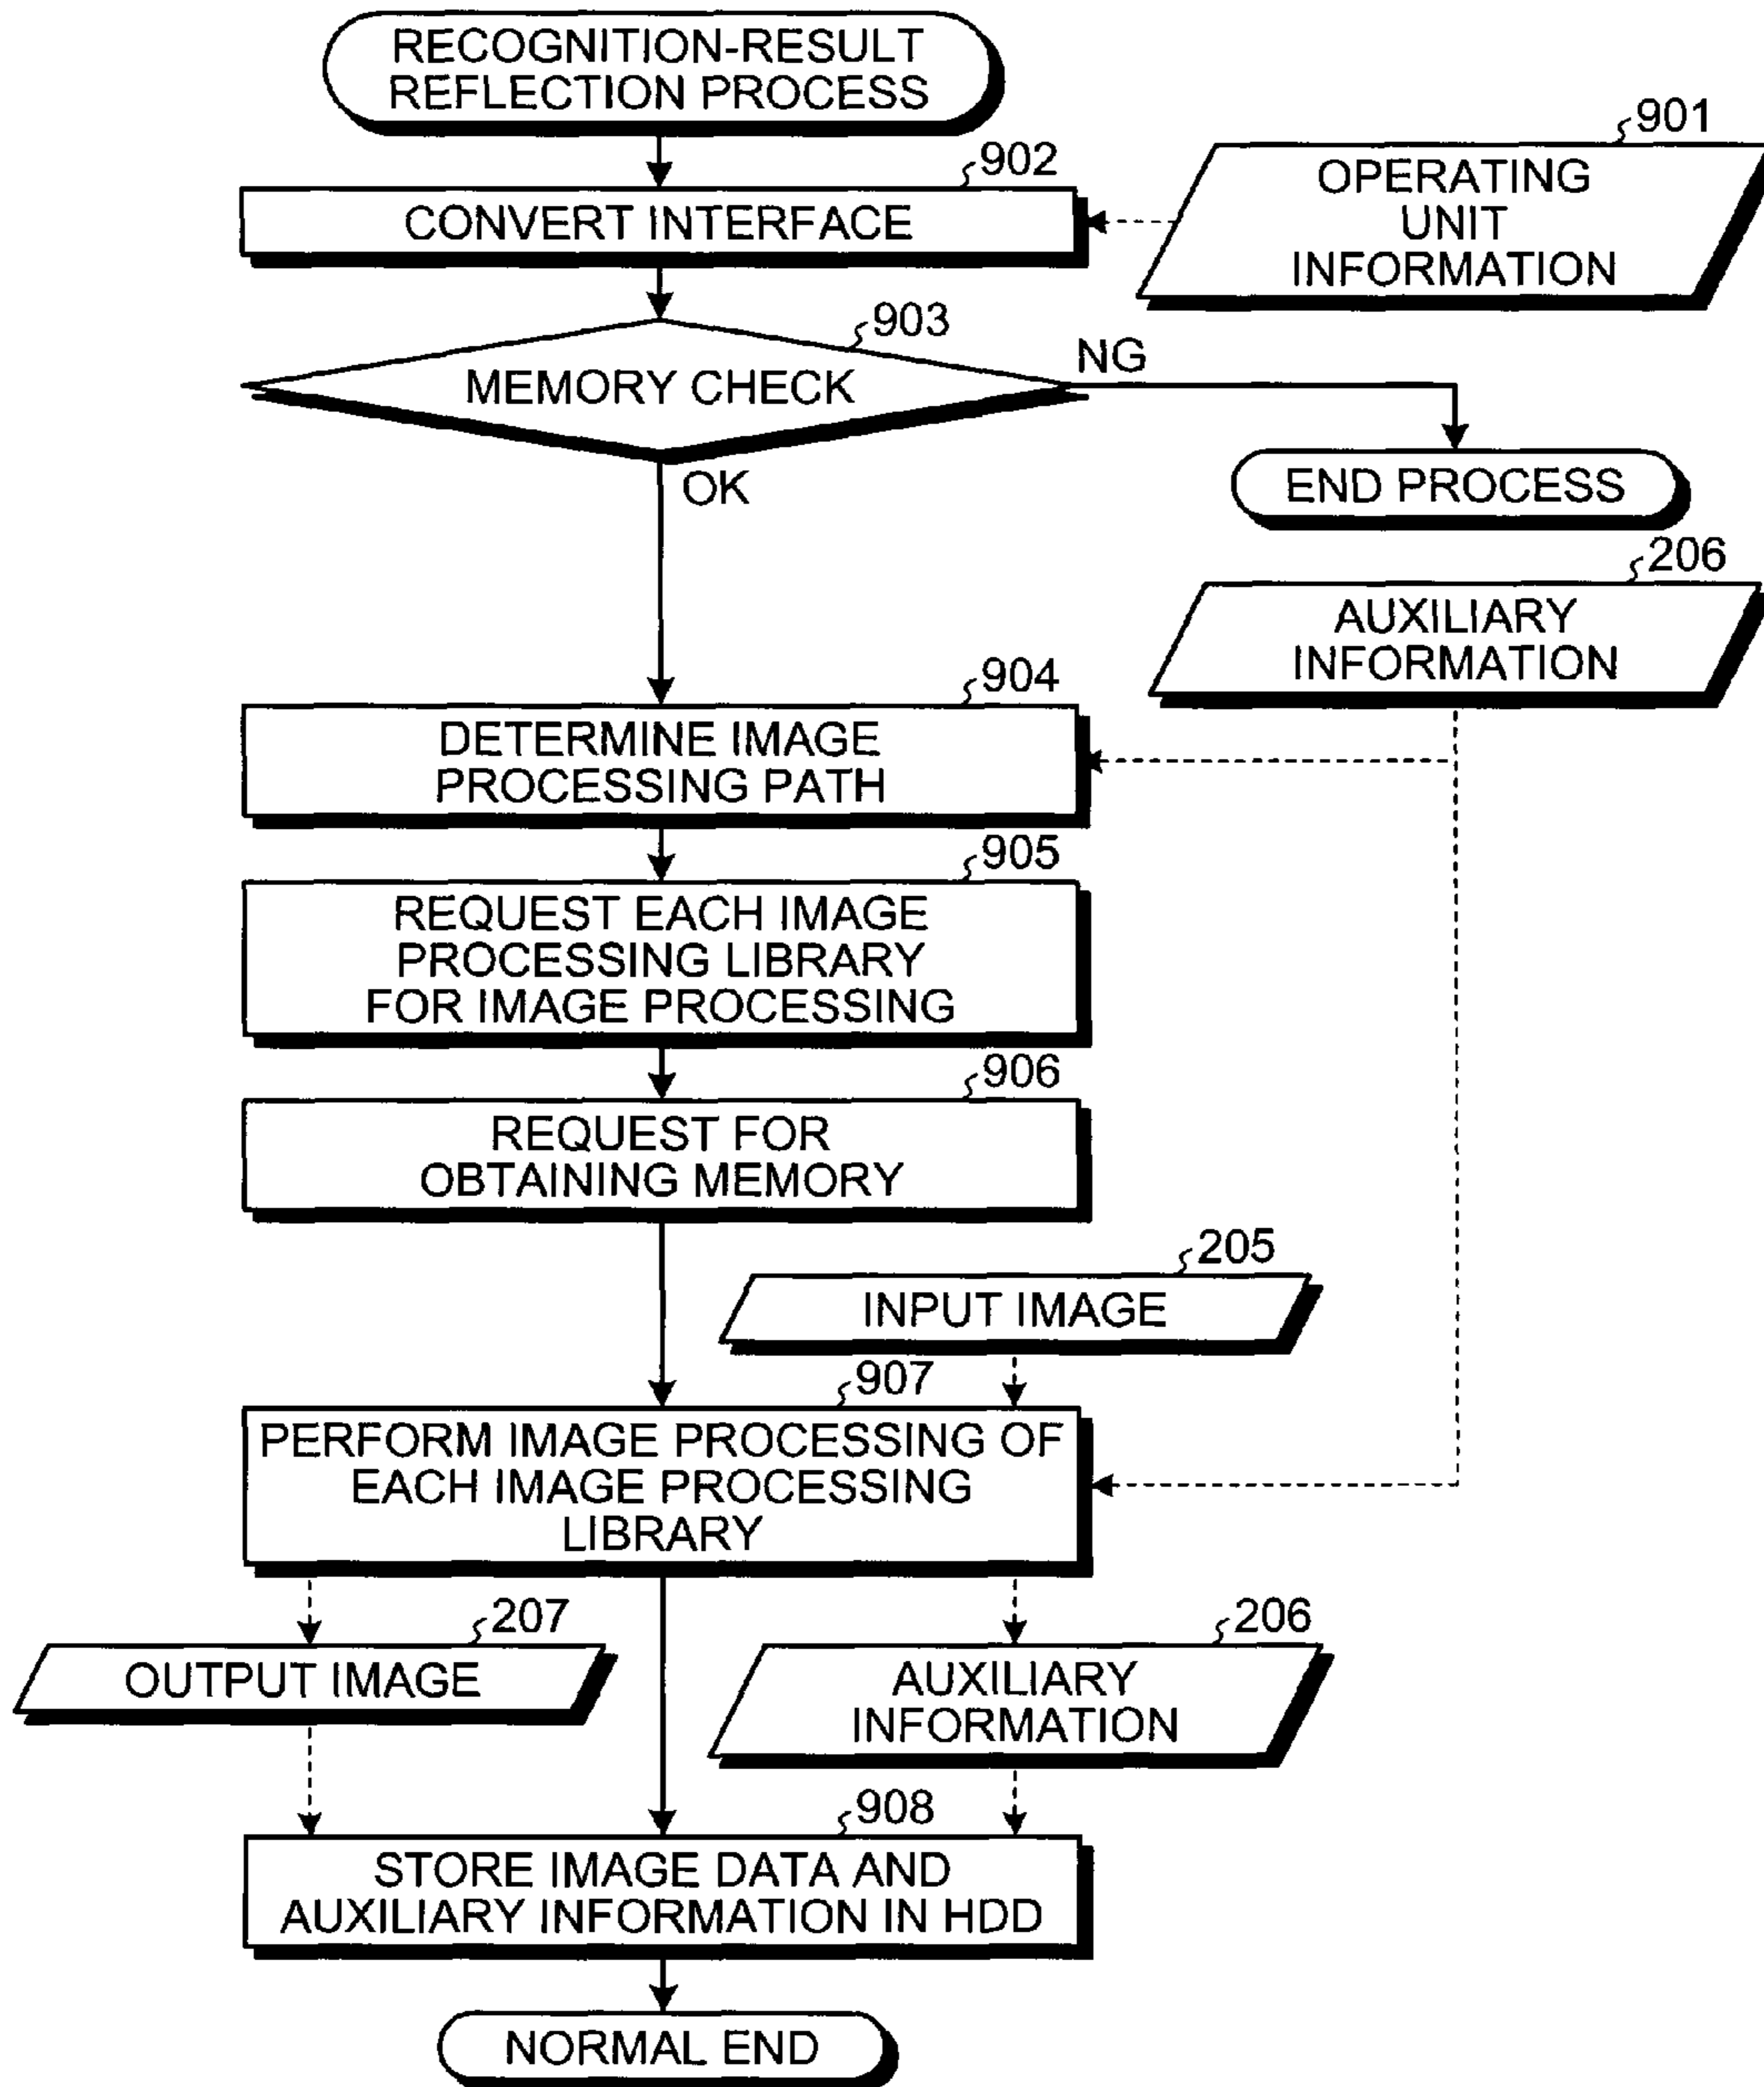 RECOGNITION-RESULT
REFLECTION PROCESS
901
OPERATING
UNIT
INFORMATION
902
CONVERT INTERFACE
903
MEMORY CHECK
NG
OK
END PROCESS
206
AUXILIARY
INFORMATION
904
DETERMINE IMAGE
PROCESSING PATH
905
REQUEST EACH IMAGE
PROCESSING LIBRARY
FOR IMAGE PROCESSING
906
REQUEST FOR
OBTAINING MEMORY
205
INPUT IMAGE
907
PERFORM IMAGE PROCESSING OF
EACH IMAGE PROCESSING
LIBRARY
207
OUTPUT IMAGE
206
AUXILIARY
INFORMATION
908
STORE IMAGE DATA AND
AUXILIARY INFORMATION IN HDD
NORMAL END